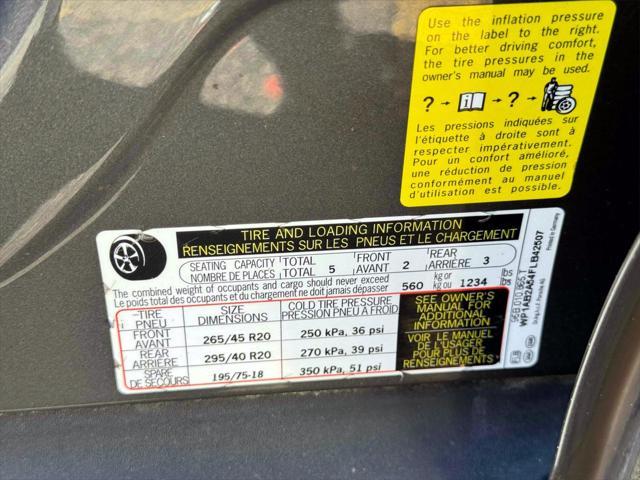 Use the inflation pressure
on the label to the right.
For better driving comfort,
the tire pressures in the
owner's manual may be used.
? → i → ? →
Les pressions indiquées sur
l'étiquette à droite sont à
respecter impérativement.
Pour un confort amélioré,
une réduction de pression
conformément au manuel
d'utilisation est possible.
TIRE AND LOADING INFORMATION
RENSEIGNEMENTS SUR LES PNEUS ET LE CHARGEMENT
SEATING CAPACITY TOTAL 5 FRONT 2 REAR 3
NOMBRE DE PLACES TOTAL AVANT ARRIÈRE
The combined weight of occupants and cargo should never exceed 560 kg or 1234 lbs
Le poids total des occupants et du chargement ne doit jamais dépasser kg ou lbs
TIRE SIZE COLD TIRE PRESSURE
PNEU DIMENSIONS PRESSION PNEU À FROID
FRONT 265/45 R20 250 kPa, 36 psi
AVANT
REAR 295/40 R20 270 kPa, 39 psi
ARRIÈRE
SPARE 195/75-18 350 kPa, 51 psi
DE SECOURS
SEE OWNER'S
MANUAL FOR
ADDITIONAL
INFORMATION
VOIR LE MANUEL
DE L'USAGER
POUR PLUS DE
RENSEIGNEMENTS
WP1AB2A54FLB42507
Printed in Germany
FLB